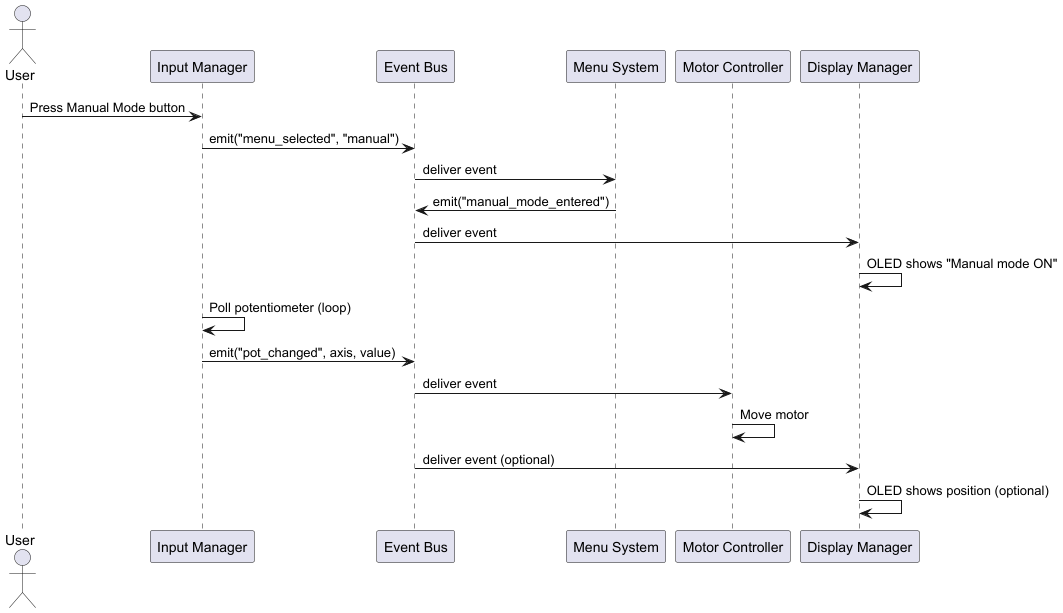 User
Input Manager
Event Bus
Menu System
Motor Controller
Display Manager
Press Manual Mode button
emit("menu_selected", "manual")
deliver event
emit("manual_mode_entered")
deliver event
OLED shows "Manual mode ON"
Poll potentiometer (loop)
emit("pot_changed", axis, value)
deliver event
Move motor
deliver event (optional)
OLED shows position (optional)
User
Input Manager
Event Bus
Menu System
Motor Controller
Display Manager